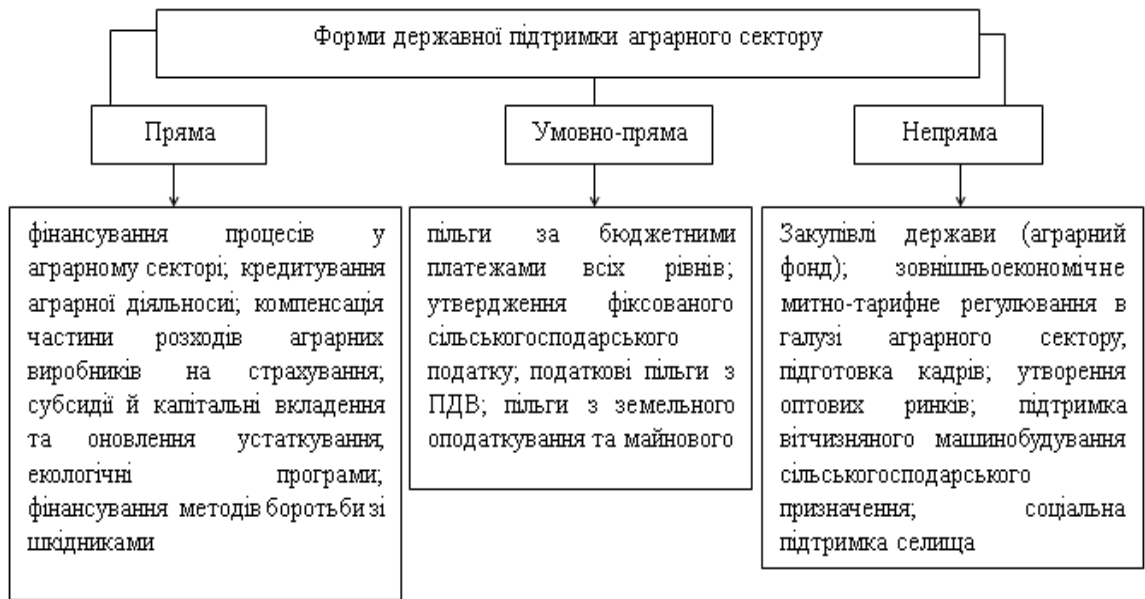 Форми державної підтримки аграрного сектору
Пряма
Умовно-пряма
Непряма
фінансування процесів у
аграрному секторі; кредитування
аграрної діяльносиі; компенсація
частини розходів аграрних
виробників на страхування;
субсидії й капітальні вкладення
та оновлення устаткування;
екологічні програми;
фінансування методів боротьби зі
шкідниками
пільги за бюджетними
платежами всіх рівнів;
утвердження фіксованого
сільськогосподарського
податку; податкові пільги з
ПДВ; пільги з земельного
оподаткування та майнового
Закупівлі держави (аграрний
фонд); зовнішньоекономічне
митно-тарифне регулювання в
галузі аграрного сектору,
підготовка кадрів; утворення
оптових ринків; підтримка
вітчизняного машинобудування
сільськогосподарського
призначення; соціальна
підтримка селища